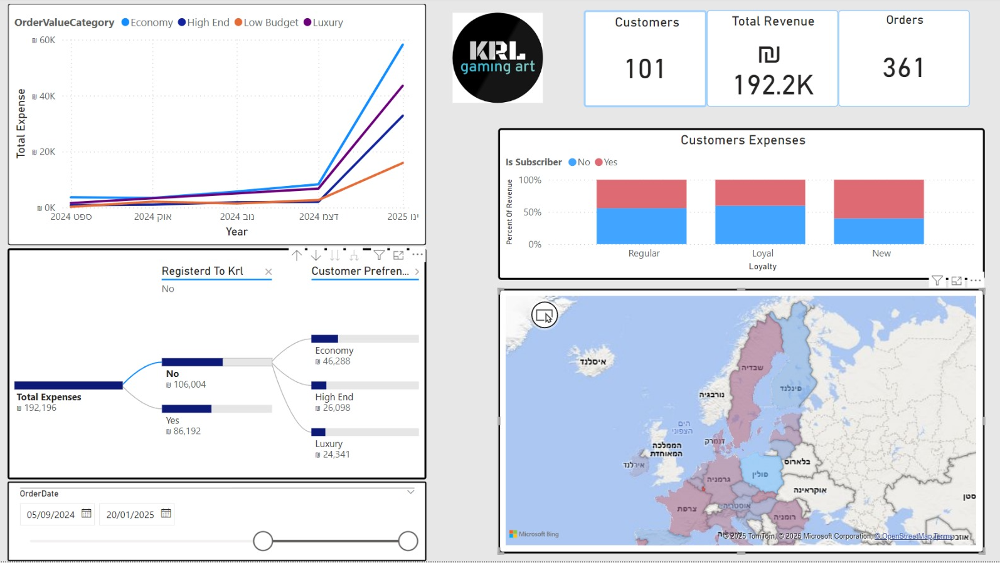 OrderValueCategory Economy High End Low Budget Luxury
₪ 60K
₪ 40K
₪ 20K
₪ 0K
Total Expense
ספט 2024
אוק 2024
נוב 2024
דצמ 2024
ינו 2025
Year
KRL
gaming art
Customers
101
Total Revenue
₪
192.2K
Orders
361
Customers Expenses
Is Subscriber No Yes
Percent Of Revenue
100%
50%
0%
Regular
Loyal
New
Loyalty
Registerd To Krl
No
Customer Prefren...
Total Expenses
₪ 192,196
No
₪ 106,004
Yes
₪ 86,192
Economy
₪ 46,288
High End
₪ 26,098
Luxury
₪ 24,341
OrderDate
05/09/2024
20/01/2025
איסלנד
שבדיה
פינלנד
נורבגיה
הים
הצפוני
דנמרק
הממלכה
המאוחדת
אירלנד
בלארוס
פולין
גרמניה
אוקראינה
סטן
צרפת
אוסטריה
רומניה
Microsoft Bing
© 2025 TomTom, © 2025 Microsoft Corporation, © OpenStreetMap Terms